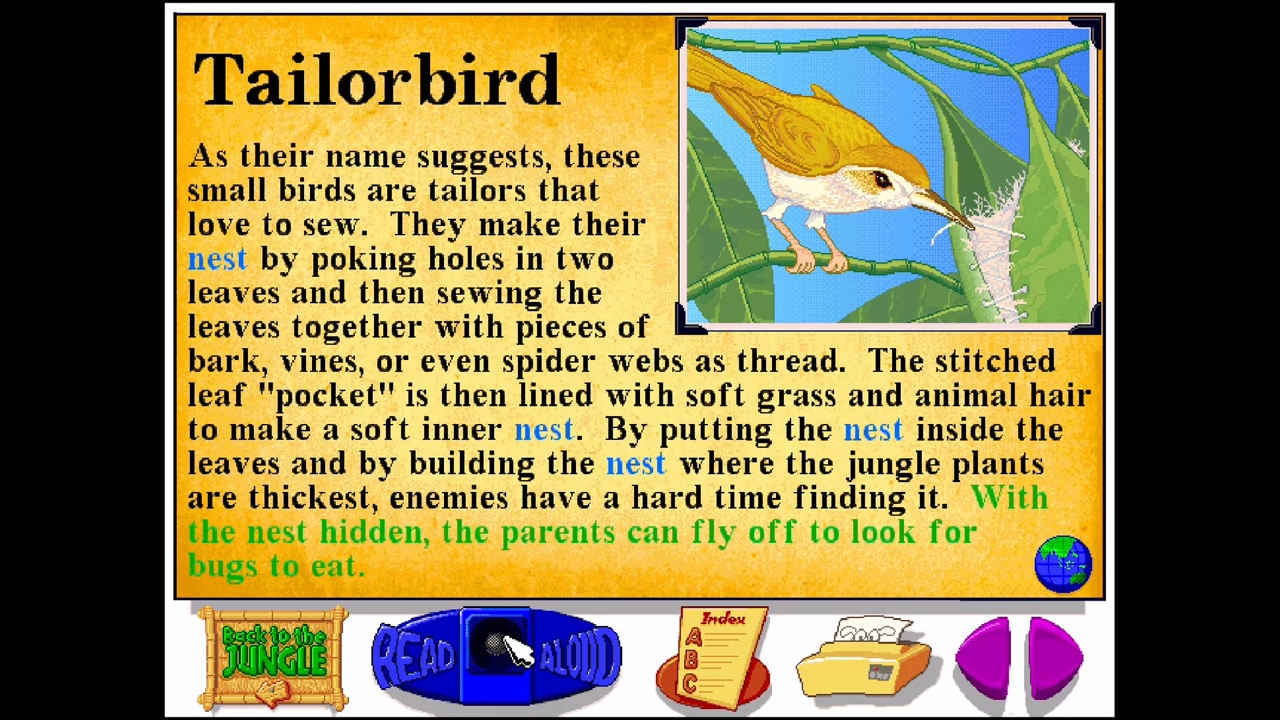 Tailorbird
As their name suggests, these
small birds are tailors that
love to sew. They make their
nest by poking holes in two
leaves and then sewing the
leaves together with pieces of
bark, vines, or even spider webs as thread. The stitched
leaf "pocket" is then lined with soft grass and animal hair
to make a soft inner nest. By putting the nest inside the
leaves and by building the nest where the jungle plants
are thickest, enemies have a hard time finding it. With
the nest hidden, the parents can fly off to look for
bugs to eat.
Back to the
JUNGLE
READ ALOUD
Index
A
B
C